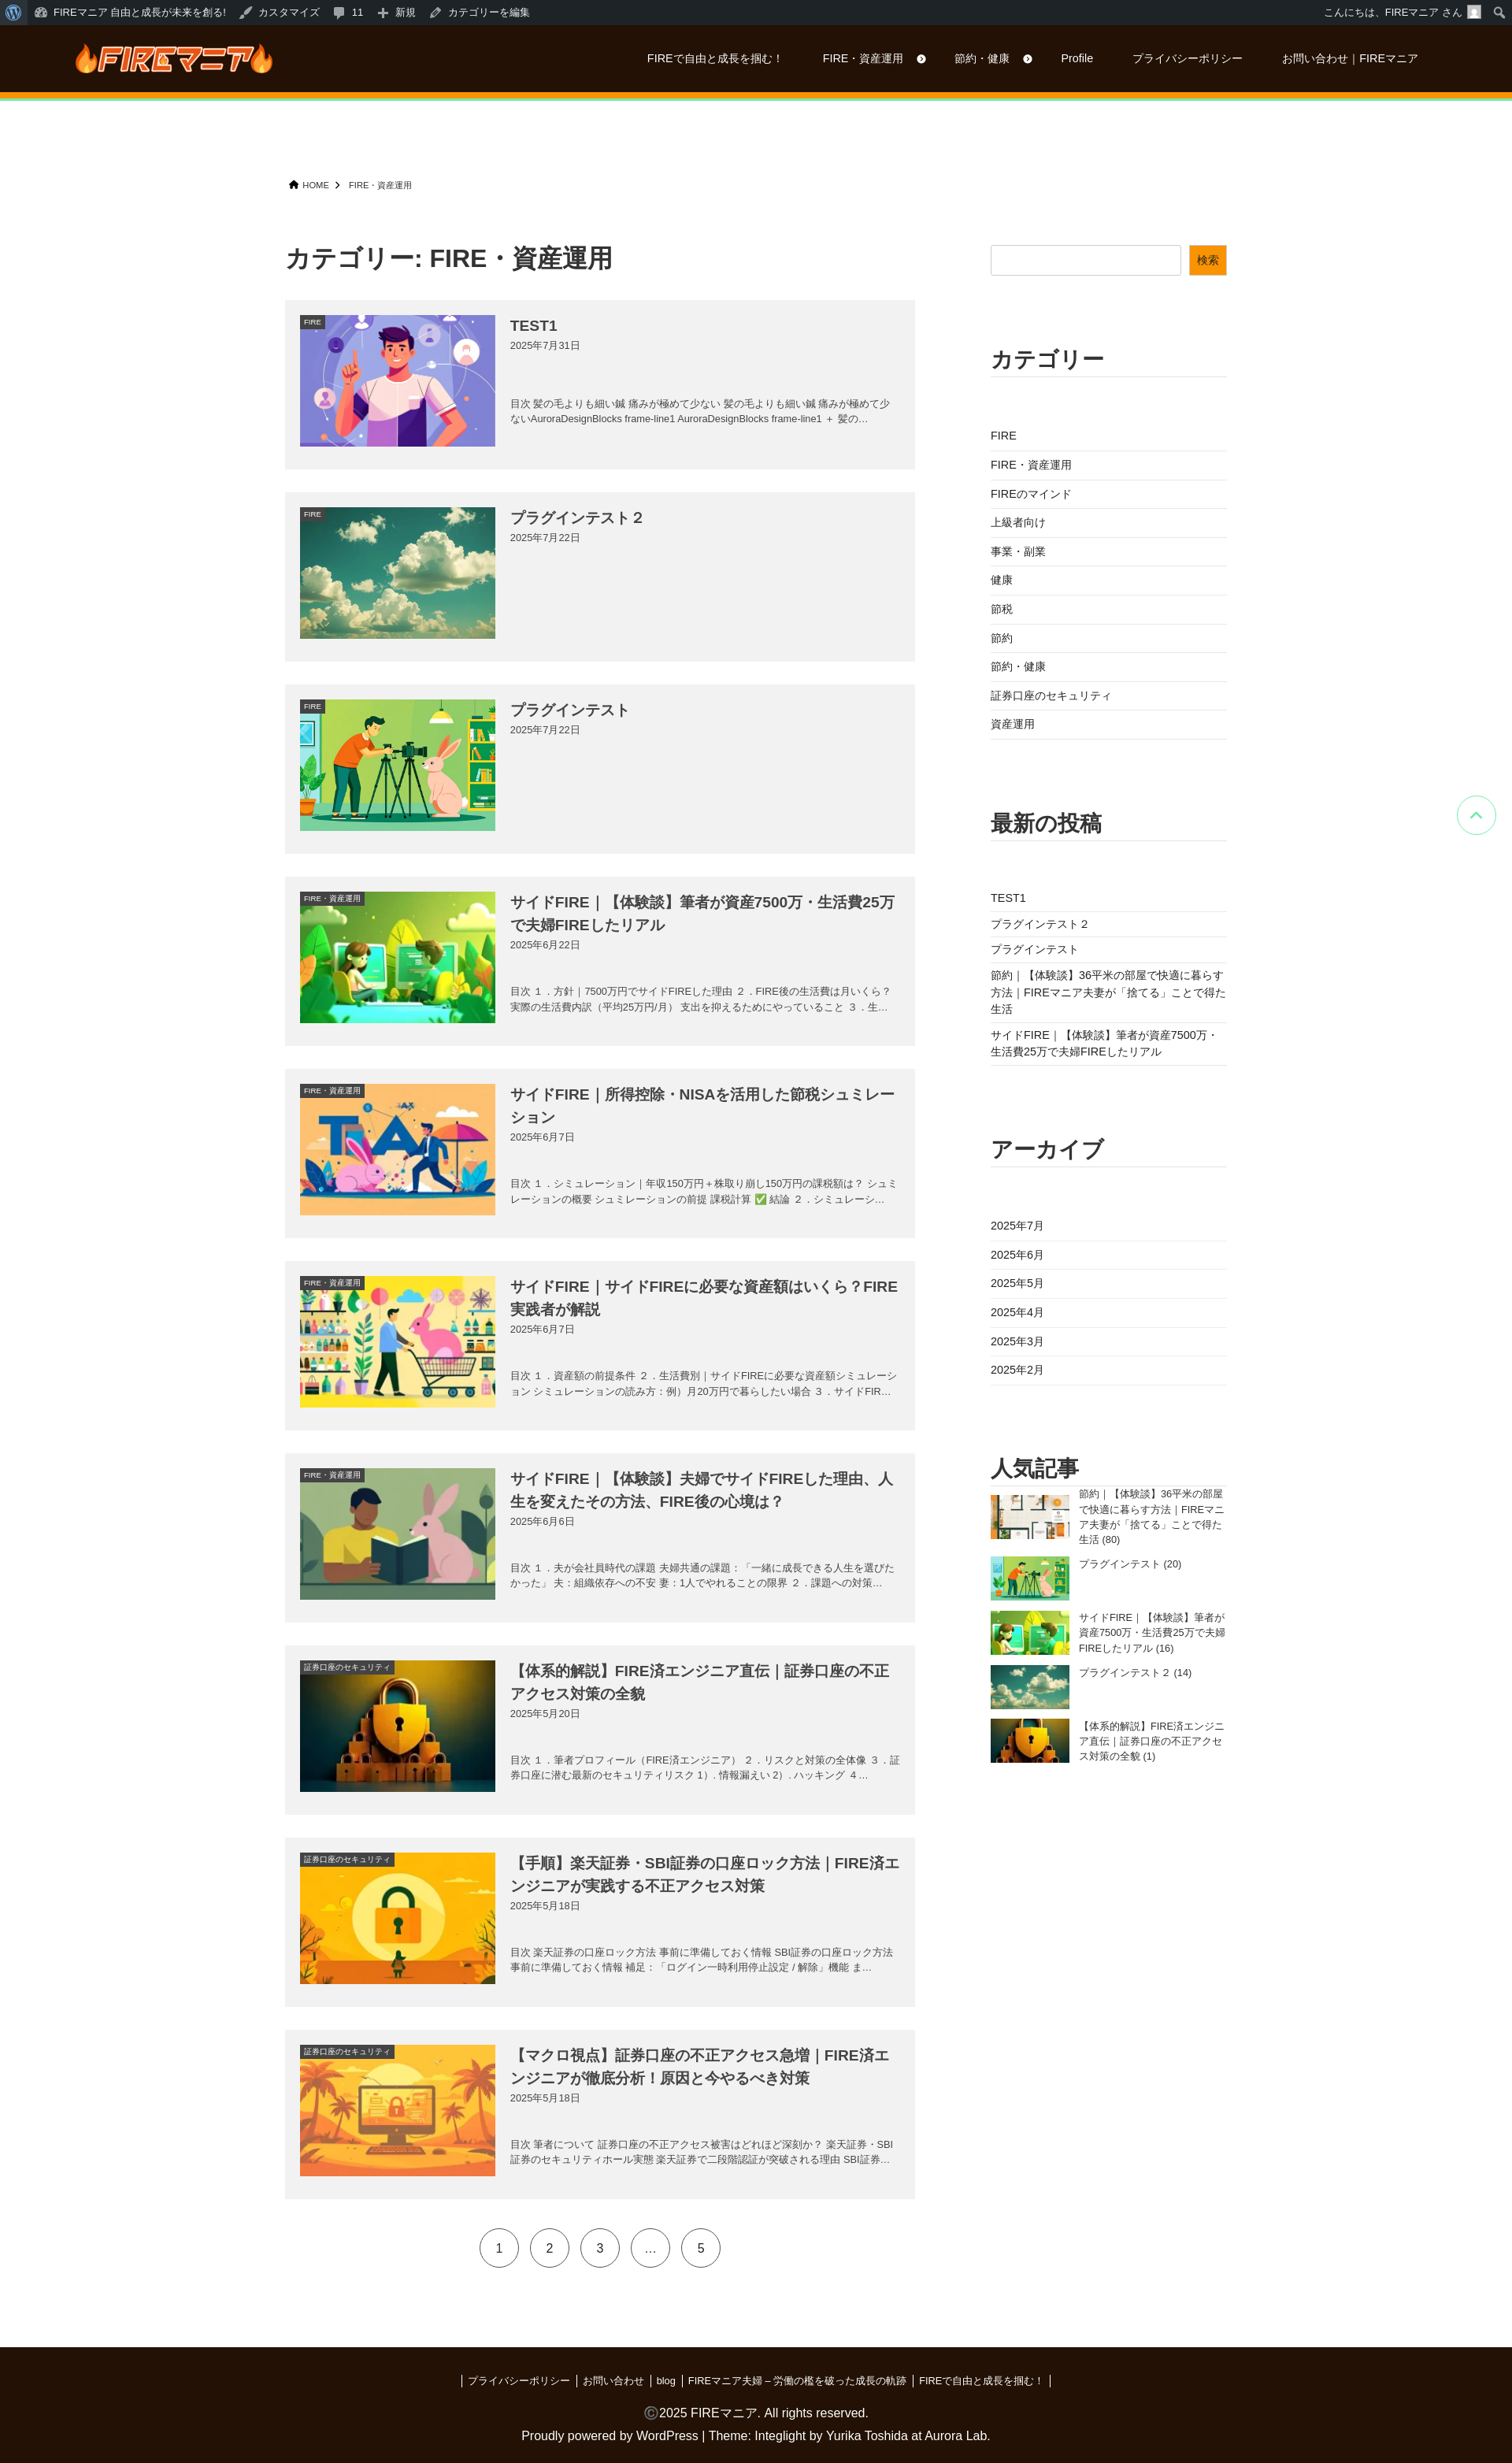 FIREマニア 自由と成長が未来を創る! カスタマイズ 11 新規 カテゴリーを編集 こんにちは、FIREマニア さん
FIREマニア
FIREで自由と成長を掴む！ FIRE・資産運用 節約・健康 Profile プライバシーポリシー お問い合わせ｜FIREマニア
HOME FIRE・資産運用
カテゴリー: FIRE・資産運用
FIRE
TEST1
2025年7月31日
目次 髪の毛よりも細い鍼 痛みが極めて少ない 髪の毛よりも細い鍼 痛みが極めて少
ないAuroraDesignBlocks frame-line1 AuroraDesignBlocks frame-line1 ＋ 髪の…
FIRE
プラグインテスト２
2025年7月22日
FIRE
プラグインテスト
2025年7月22日
FIRE・資産運用
サイドFIRE｜【体験談】筆者が資産7500万・生活費25万
で夫婦FIREしたリアル
2025年6月22日
目次 １．方針｜7500万円でサイドFIREした理由 ２．FIRE後の生活費は月いくら？
実際の生活費内訳（平均25万円/月） 支出を抑えるためにやっていること ３．生…
FIRE・資産運用
サイドFIRE｜所得控除・NISAを活用した節税シュミレー
ション
2025年6月7日
目次 １．シミュレーション｜年収150万円＋株取り崩し150万円の課税額は？ シュミ
レーションの概要 シュミレーションの前提 課税計算 ✅ 結論 ２．シミュレーシ…
FIRE・資産運用
サイドFIRE｜サイドFIREに必要な資産額はいくら？FIRE
実践者が解説
2025年6月7日
目次 １．資産額の前提条件 ２．生活費別｜サイドFIREに必要な資産額シミュレーシ
ョン シミュレーションの読み方：例）月20万円で暮らしたい場合 ３．サイドFIR…
FIRE・資産運用
サイドFIRE｜【体験談】夫婦でサイドFIREした理由、人
生を変えたその方法、FIRE後の心境は？
2025年6月6日
目次 １．夫が会社員時代の課題 夫婦共通の課題：「一緒に成長できる人生を選びた
かった」 夫：組織依存への不安 妻：1人でやれることの限界 ２．課題への対策…
証券口座のセキュリティ
【体系的解説】FIRE済エンジニア直伝｜証券口座の不正
アクセス対策の全貌
2025年5月20日
目次 １．筆者プロフィール（FIRE済エンジニア） ２．リスクと対策の全体像 ３．証
券口座に潜む最新のセキュリティリスク 1）. 情報漏えい 2）. ハッキング ４…
証券口座のセキュリティ
【手順】楽天証券・SBI証券の口座ロック方法｜FIRE済エ
ンジニアが実践する不正アクセス対策
2025年5月18日
目次 楽天証券の口座ロック方法 事前に準備しておく情報 SBI証券の口座ロック方法
事前に準備しておく情報 補足：「ログイン一時利用停止設定 / 解除」機能 ま…
証券口座のセキュリティ
【マクロ視点】証券口座の不正アクセス急増｜FIRE済エ
ンジニアが徹底分析！原因と今やるべき対策
2025年5月18日
目次 筆者について 証券口座の不正アクセス被害はどれほど深刻か？ 楽天証券・SBI
証券のセキュリティホール実態 楽天証券で二段階認証が突破される理由 SBI証券…
1 2 3 … 5
検索
カテゴリー
FIRE
FIRE・資産運用
FIREのマインド
上級者向け
事業・副業
健康
節税
節約
節約・健康
証券口座のセキュリティ
資産運用
最新の投稿
TEST1
プラグインテスト２
プラグインテスト
節約｜【体験談】36平米の部屋で快適に暮らす
方法｜FIREマニア夫妻が「捨てる」ことで得た
生活
サイドFIRE｜【体験談】筆者が資産7500万・
生活費25万で夫婦FIREしたリアル
アーカイブ
2025年7月
2025年6月
2025年5月
2025年4月
2025年3月
2025年2月
人気記事
節約｜【体験談】36平米の部屋
で快適に暮らす方法｜FIREマニ
ア夫妻が「捨てる」ことで得た
生活 (80)
プラグインテスト (20)
サイドFIRE｜【体験談】筆者が
資産7500万・生活費25万で夫婦
FIREしたリアル (16)
プラグインテスト２ (14)
【体系的解説】FIRE済エンジニ
ア直伝｜証券口座の不正アクセ
ス対策の全貌 (1)
プライバシーポリシー お問い合わせ blog FIREマニア夫婦 – 労働の檻を破った成長の軌跡 FIREで自由と成長を掴む！
©2025 FIREマニア. All rights reserved.
Proudly powered by WordPress | Theme: Integlight by Yurika Toshida at Aurora Lab.